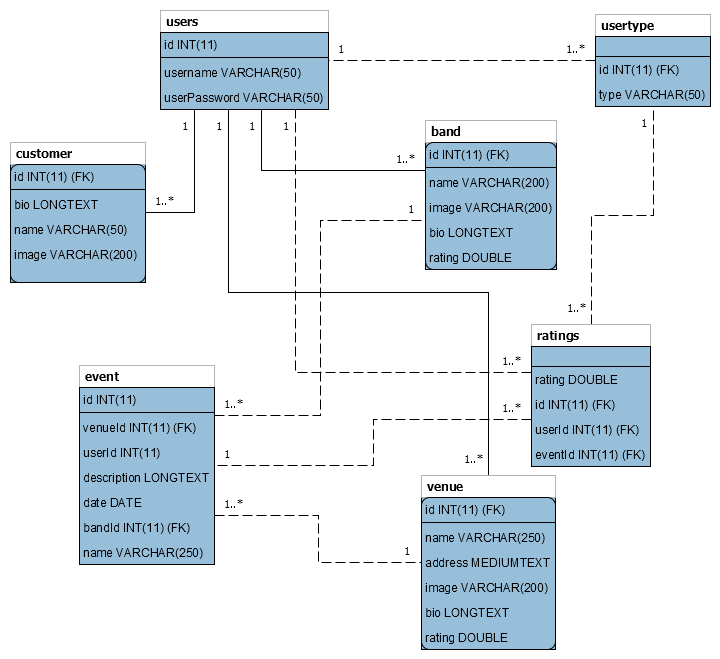 users
id INT(11)
username VARCHAR(50)
userPassword VARCHAR(50)
1
1..*
usertype
id INT(11) (FK)
type VARCHAR(50)
1
1
1
1
1
customer
id INT(11) (FK)
bio LONGTEXT
name VARCHAR(50)
image VARCHAR(200)
1..*
band
id INT(11) (FK)
name VARCHAR(200)
image VARCHAR(200)
bio LONGTEXT
rating DOUBLE
1..*
1
1..*
ratings
rating DOUBLE
id INT(11) (FK)
userId INT(11) (FK)
eventId INT(11) (FK)
1..*
1..*
event
id INT(11)
venueId INT(11) (FK)
userId INT(11)
description LONGTEXT
date DATE
bandId INT(11) (FK)
name VARCHAR(250)
1..*
1
1..*
1..*
1
venue
id INT(11) (FK)
name VARCHAR(250)
address MEDIUMTEXT
image VARCHAR(200)
bio LONGTEXT
rating DOUBLE